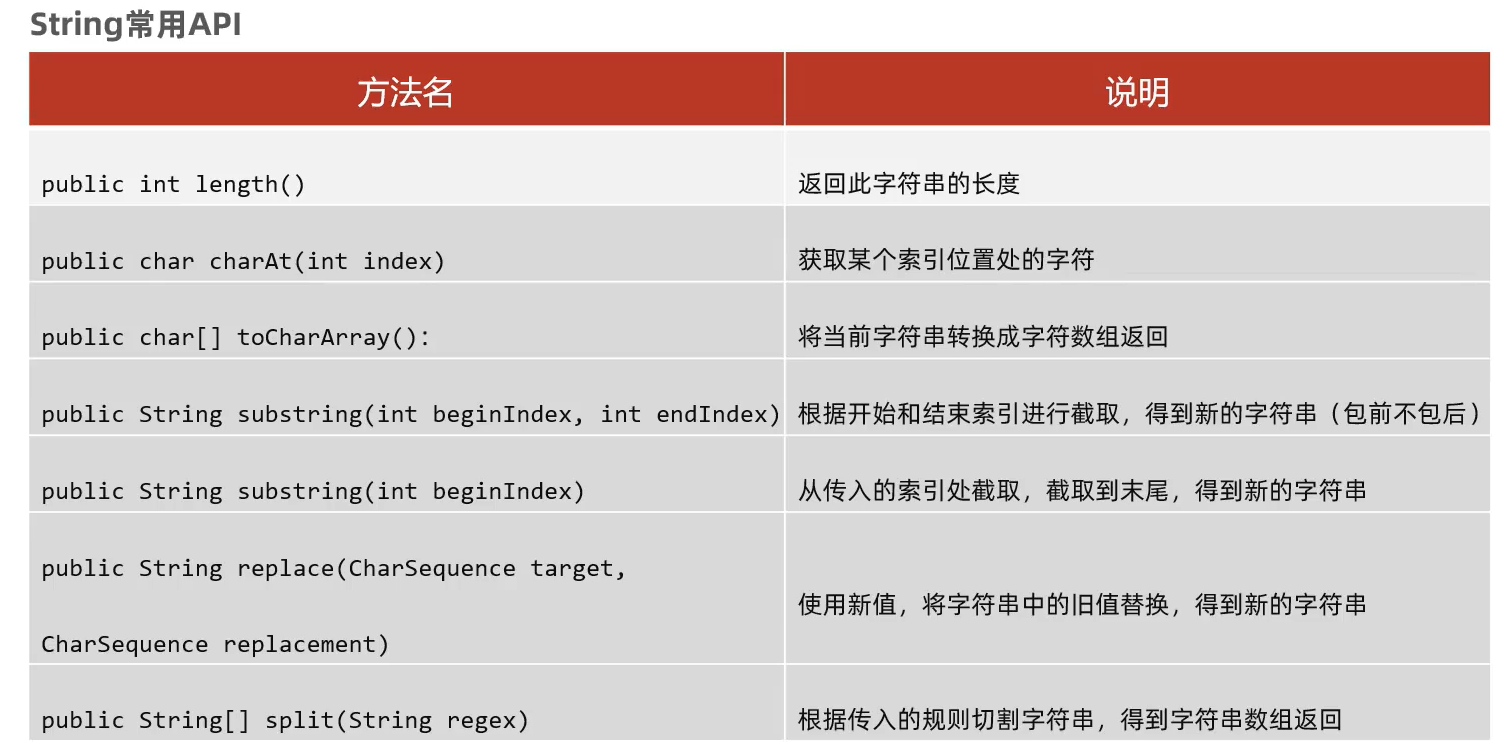 String常用API
方法名
说明
public int length()
返回此字符串的长度
public char charAt(int index)
获取某个索引位置处的字符
public char[] toCharArray()：
将当前字符串转换成字符数组返回
public String substring(int beginIndex, int endIndex)
根据开始和结束索引进行截取，得到新的字符串（包前不包后）
public String substring(int beginIndex)
从传入的索引处截取，截取到末尾，得到新的字符串
public String replace(CharSequence target,
CharSequence replacement)
使用新值，将字符串中的旧值替换，得到新的字符串
public String[] split(String regex)
根据传入的规则切割字符串，得到字符串数组返回